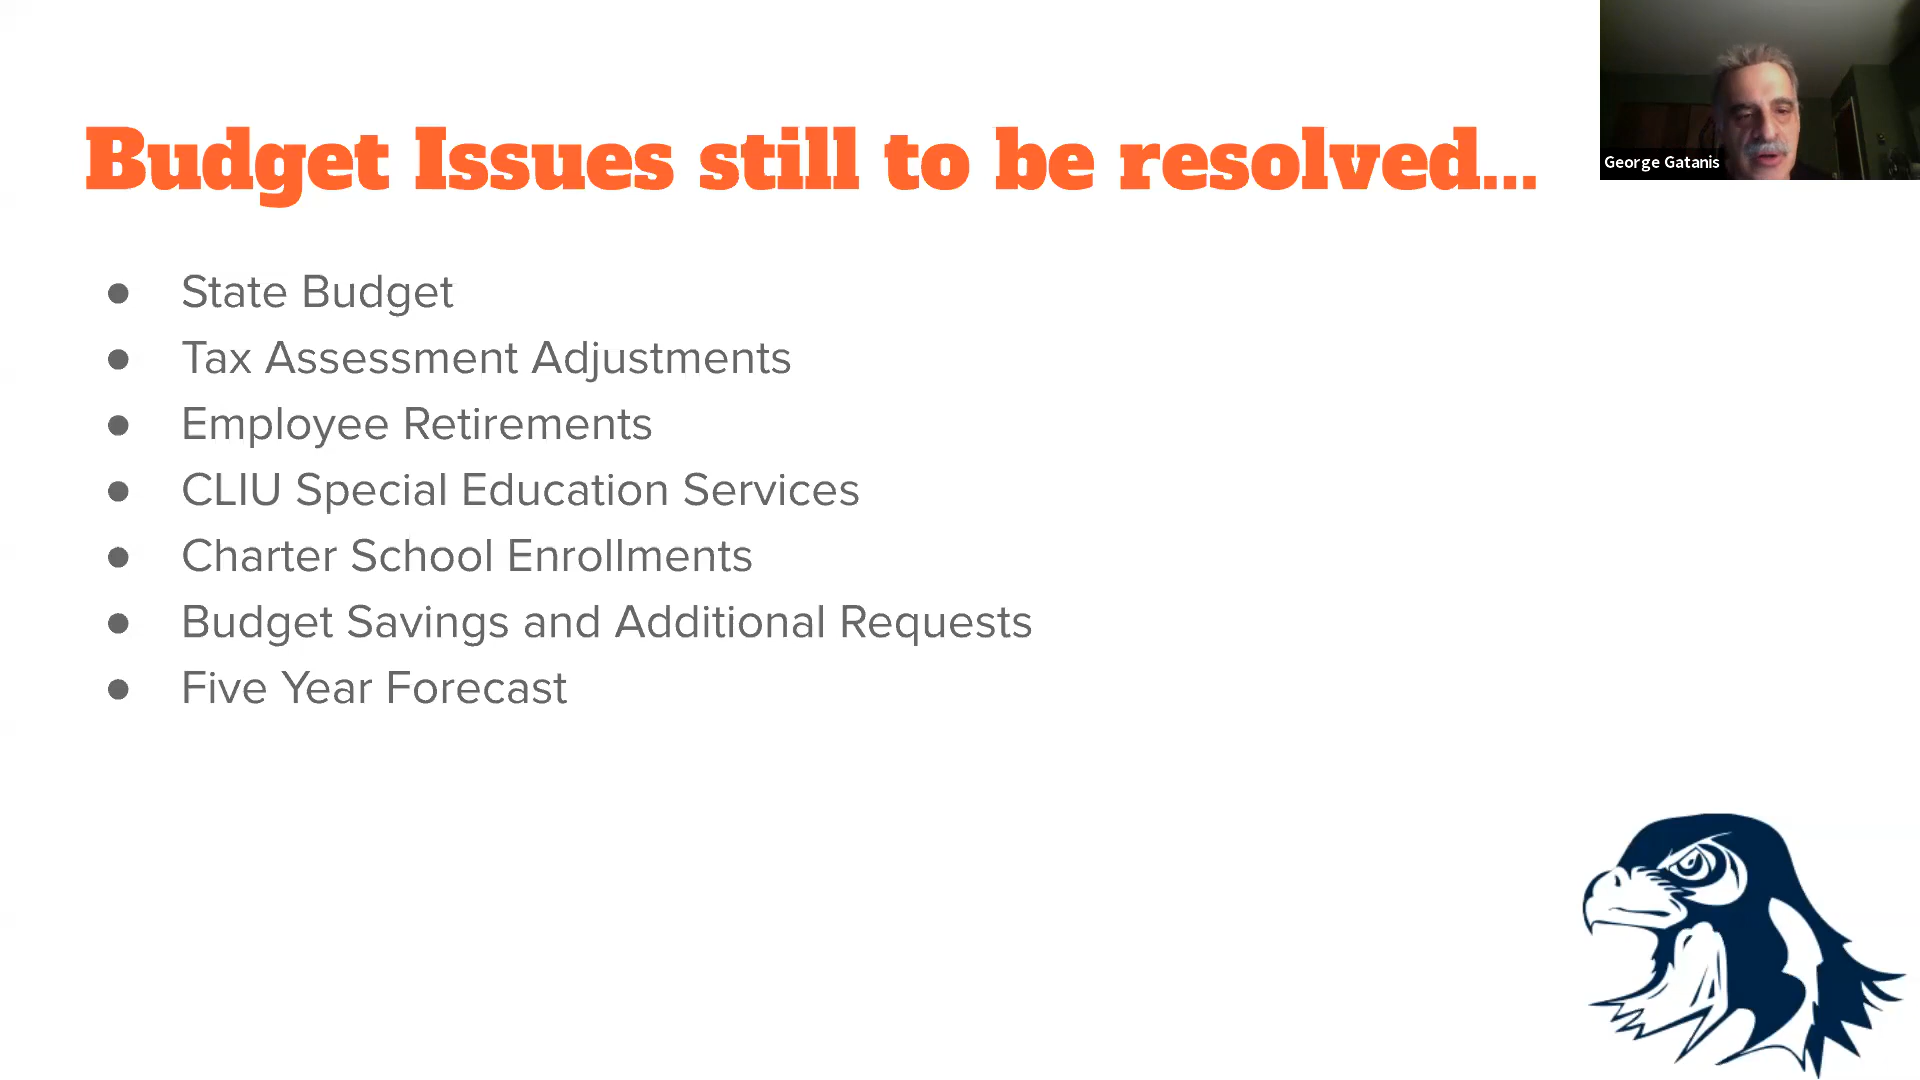 Budget Issues still to be resolved...
George Gatanis
State Budget
Tax Assessment Adjustments
Employee Retirements
CLIU Special Education Services
Charter School Enrollments
Budget Savings and Additional Requests
Five Year Forecast